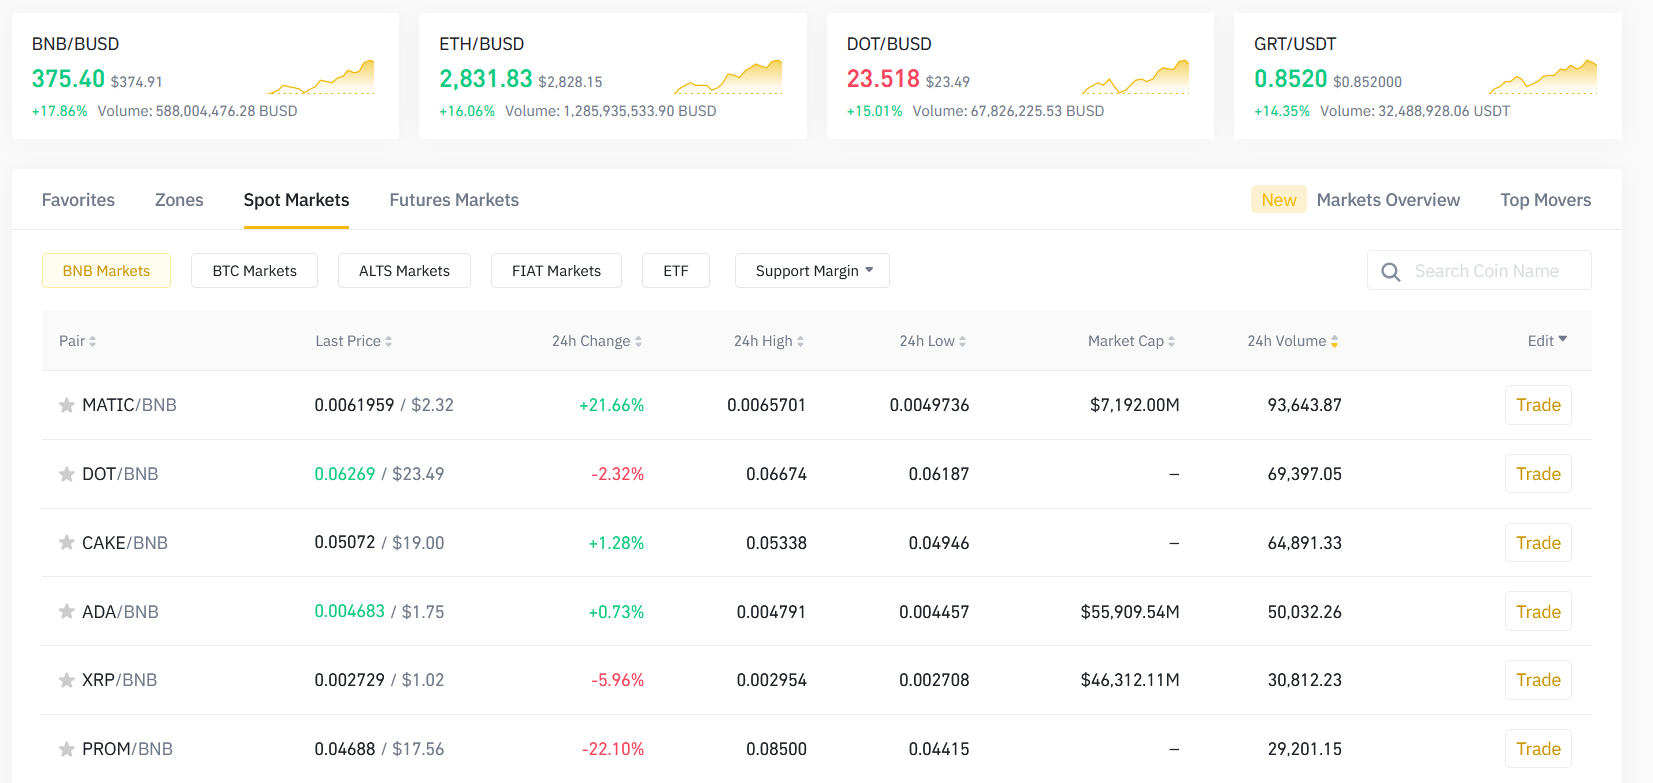 BNB/BUSD
375.40 $374.91
+17.86% Volume: 588,004,476.28 BUSD
ETH/BUSD
2,831.83 $2,828.15
+16.06% Volume: 1,285,935,533.90 BUSD
DOT/BUSD
23.518 $23.49
+15.01% Volume: 67,826,225.53 BUSD
GRT/USDT
0.8520 $0.852000
+14.35% Volume: 32,488,928.06 USDT
Favorites Zones Spot Markets Futures Markets New Markets Overview Top Movers
BNB Markets BTC Markets ALTS Markets FIAT Markets ETF Support Margin Search Coin Name
Pair Last Price 24h Change 24h High 24h Low Market Cap 24h Volume Edit
MATIC/BNB 0.0061959 / $2.32 +21.66% 0.0065701 0.0049736 $7,192.00M 93,643.87 Trade
DOT/BNB 0.06269 / $23.49 -2.32% 0.06674 0.06187 – 69,397.05 Trade
CAKE/BNB 0.05072 / $19.00 +1.28% 0.05338 0.04946 – 64,891.33 Trade
ADA/BNB 0.004683 / $1.75 +0.73% 0.004791 0.004457 $55,909.54M 50,032.26 Trade
XRP/BNB 0.002729 / $1.02 -5.96% 0.002954 0.002708 $46,312.11M 30,812.23 Trade
PROM/BNB 0.04688 / $17.56 -22.10% 0.08500 0.04415 – 29,201.15 Trade